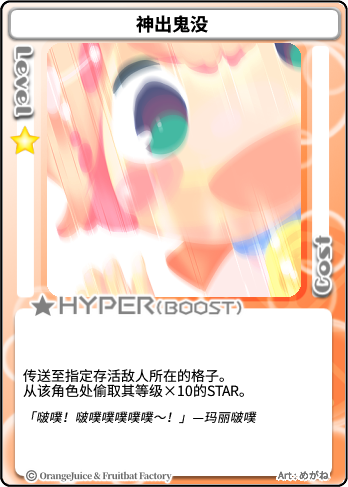 神出鬼没
Level
Cost
HYPER(BOOST)
传送至指定存活敌人所在的格子。
从该角色处偷取其等级×10的STAR。
「啵噗！啵噗噗噗噗噗～！」—玛丽啵噗
© OrangeJuice & Fruitbat Factory
Art.: めがね